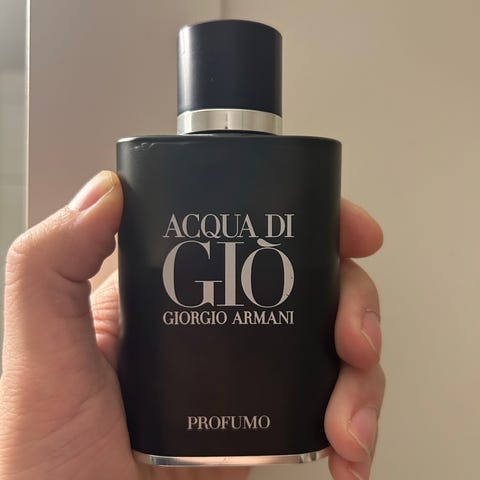 ACQUA DI
GIÒ
GIORGIO ARMANI
PROFUMO